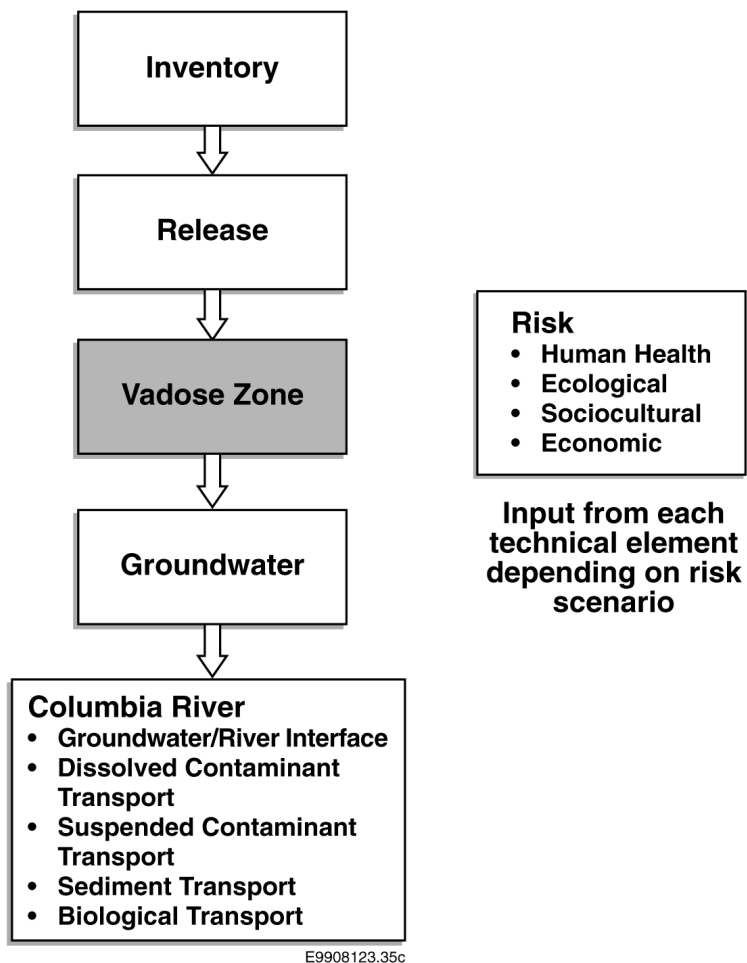 Inventory
Release
Vadose Zone
Groundwater
Columbia River
• Groundwater/River Interface
• Dissolved Contaminant
Transport
• Suspended Contaminant
Transport
• Sediment Transport
• Biological Transport
Risk
• Human Health
• Ecological
• Sociocultural
• Economic
Input from each
technical element
depending on risk
scenario
E9908123.35c